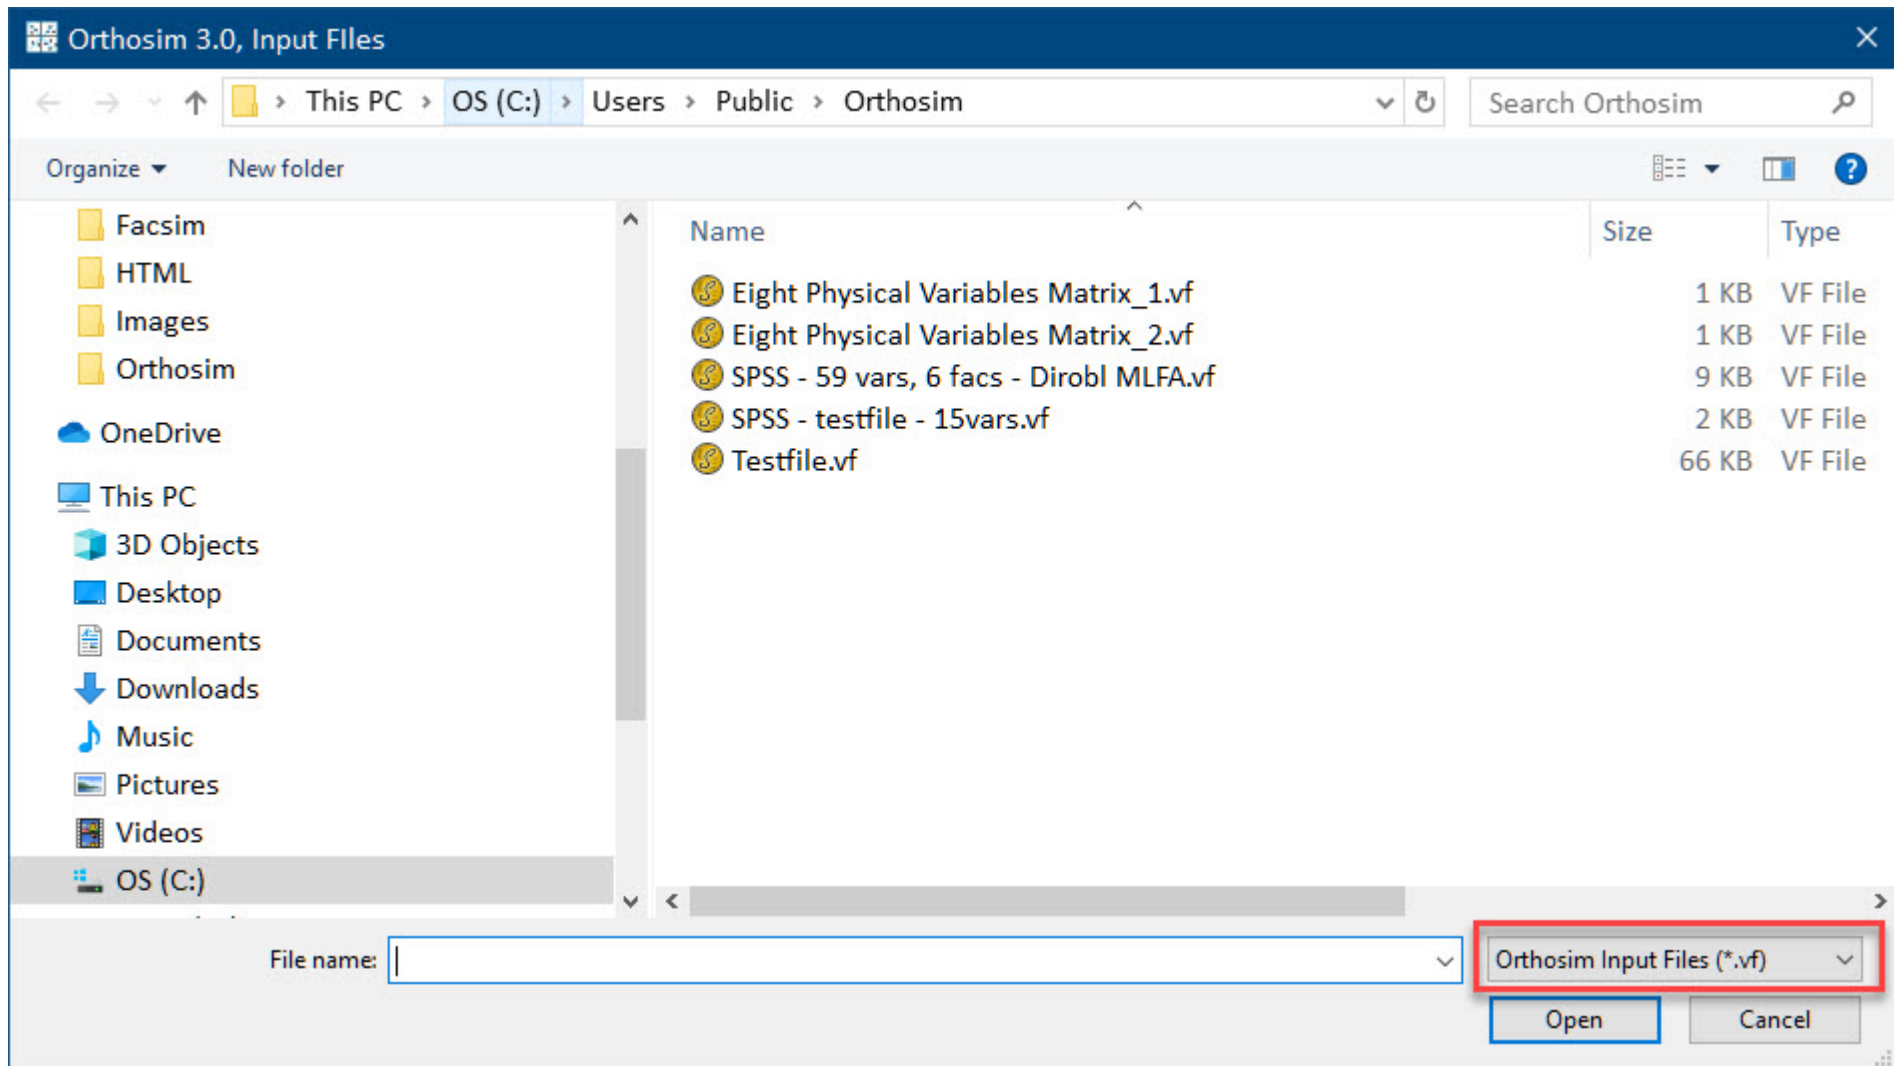 Orthosim 3.0, Input FIles
This PC > OS (C:) > Users > Public > Orthosim
Search Orthosim
Organize
New folder
Facsim
HTML
Images
Orthosim
OneDrive
This PC
3D Objects
Desktop
Documents
Downloads
Music
Pictures
Videos
OS (C:)
Name Size Type
Eight Physical Variables Matrix_1.vf 1 KB VF File
Eight Physical Variables Matrix_2.vf 1 KB VF File
SPSS - 59 vars, 6 facs - Dirobl MLFA.vf 9 KB VF File
SPSS - testfile - 15vars.vf 2 KB VF File
Testfile.vf 66 KB VF File
File name:
Orthosim Input Files (*.vf)
Open
Cancel